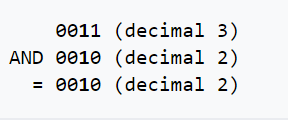 0011 (decimal 3)
AND 0010 (decimal 2)
= 0010 (decimal 2)